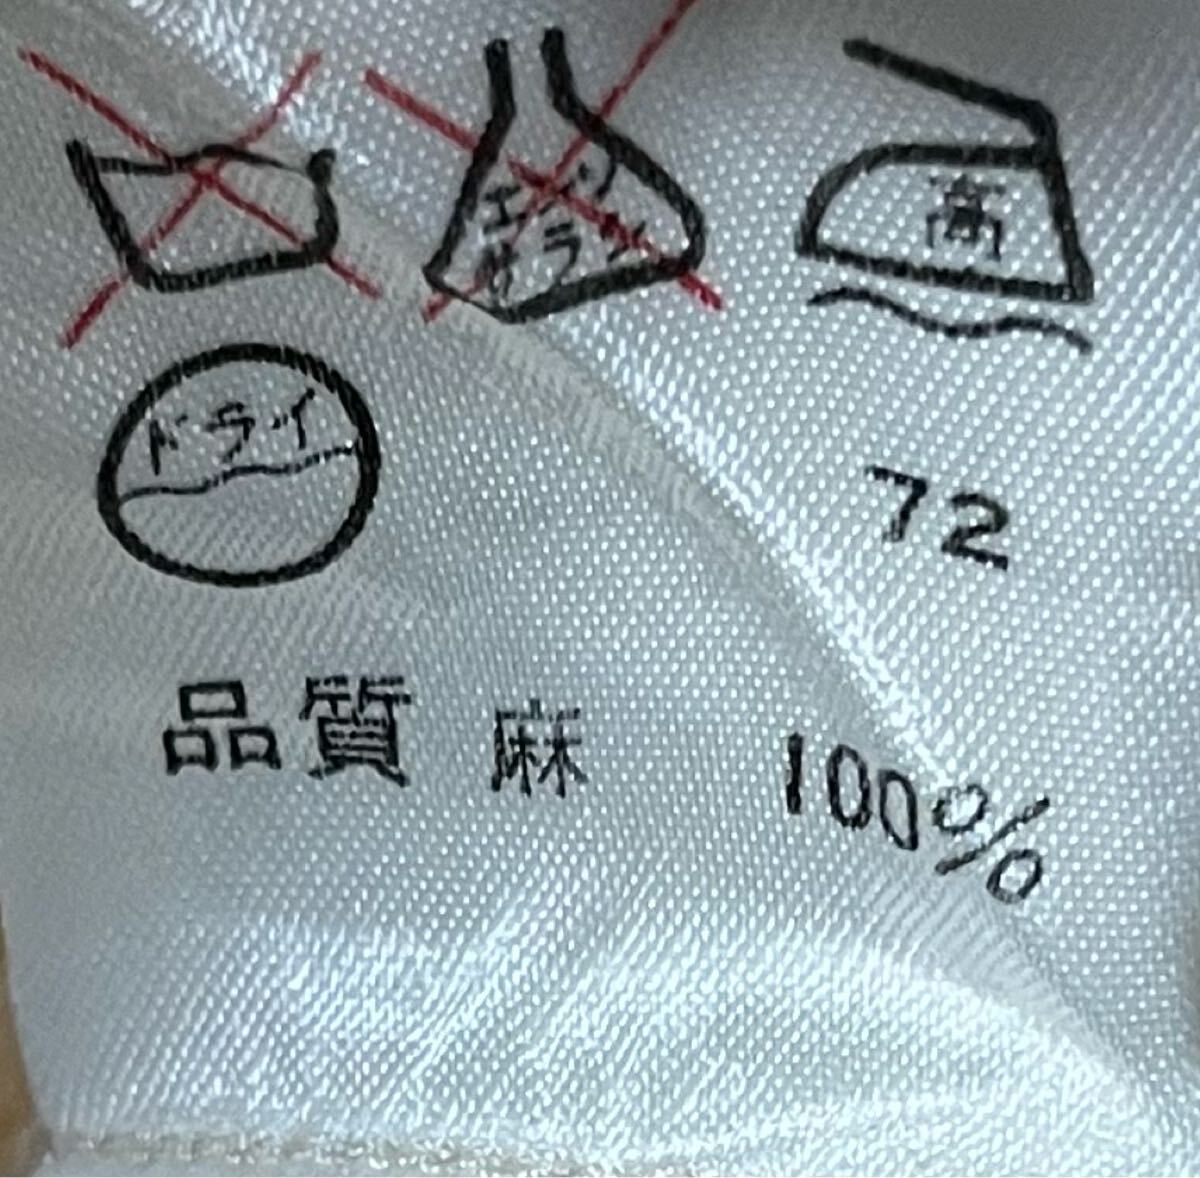 エンソ
サラシ
高
ドライ
72
品質 麻 100%